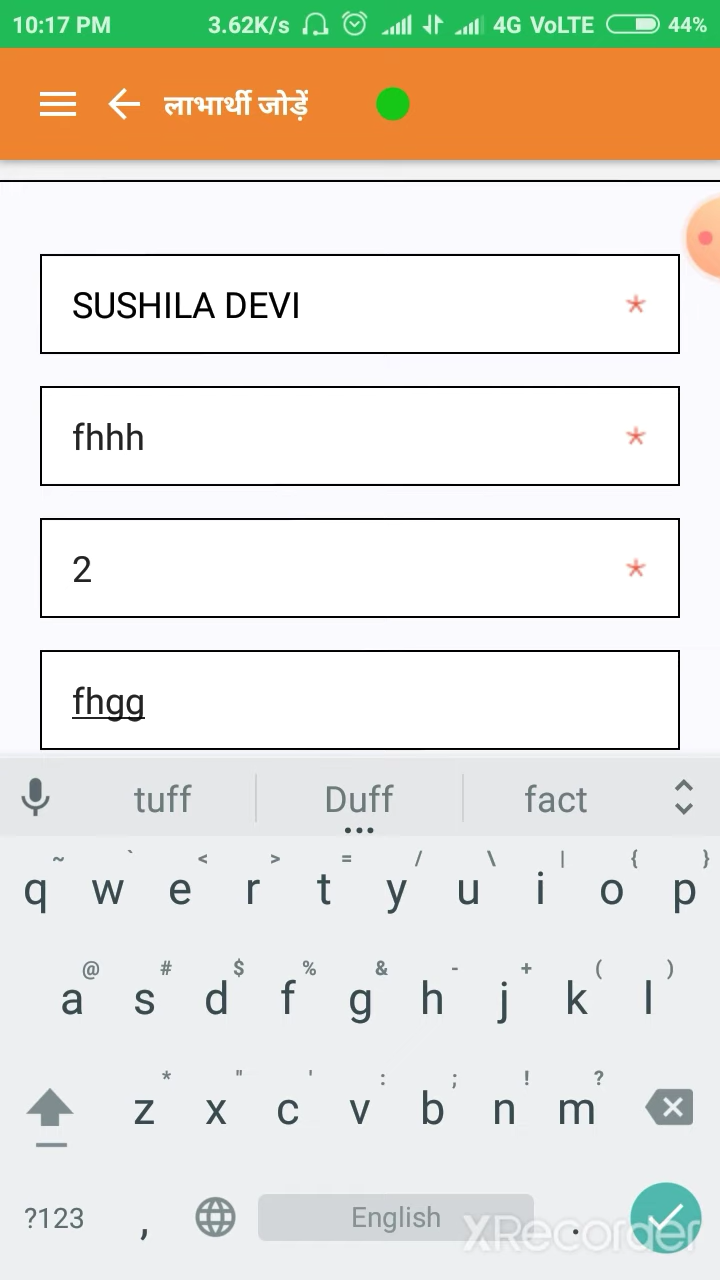 10:17 PM 3.62K/s 4G VoLTE 44%
लाभार्थी जोड़ें
SUSHILA DEVI *
fhhh *
2 *
fhgg
tuff Duff fact
~ ` < > = / \ | { }
q w e r t y u i o p
@ # $ % & - + ( )
a s d f g h j k l
* " ' : ; ! ?
z x c v b n m
?123 , English .
XRecorder